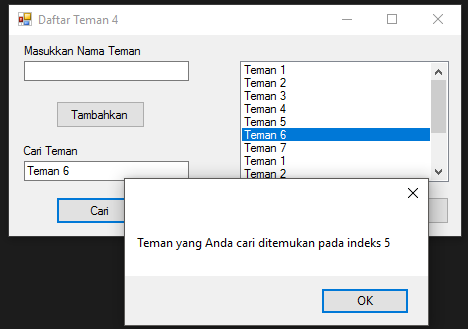 Daftar Teman 4
Masukkan Nama Teman
Tambahkan
Cari Teman
Teman 6
Cari
Teman 1
Teman 2
Teman 3
Teman 4
Teman 5
Teman 6
Teman 7
Teman 1
Teman 2
Teman yang Anda cari ditemukan pada indeks 5
OK